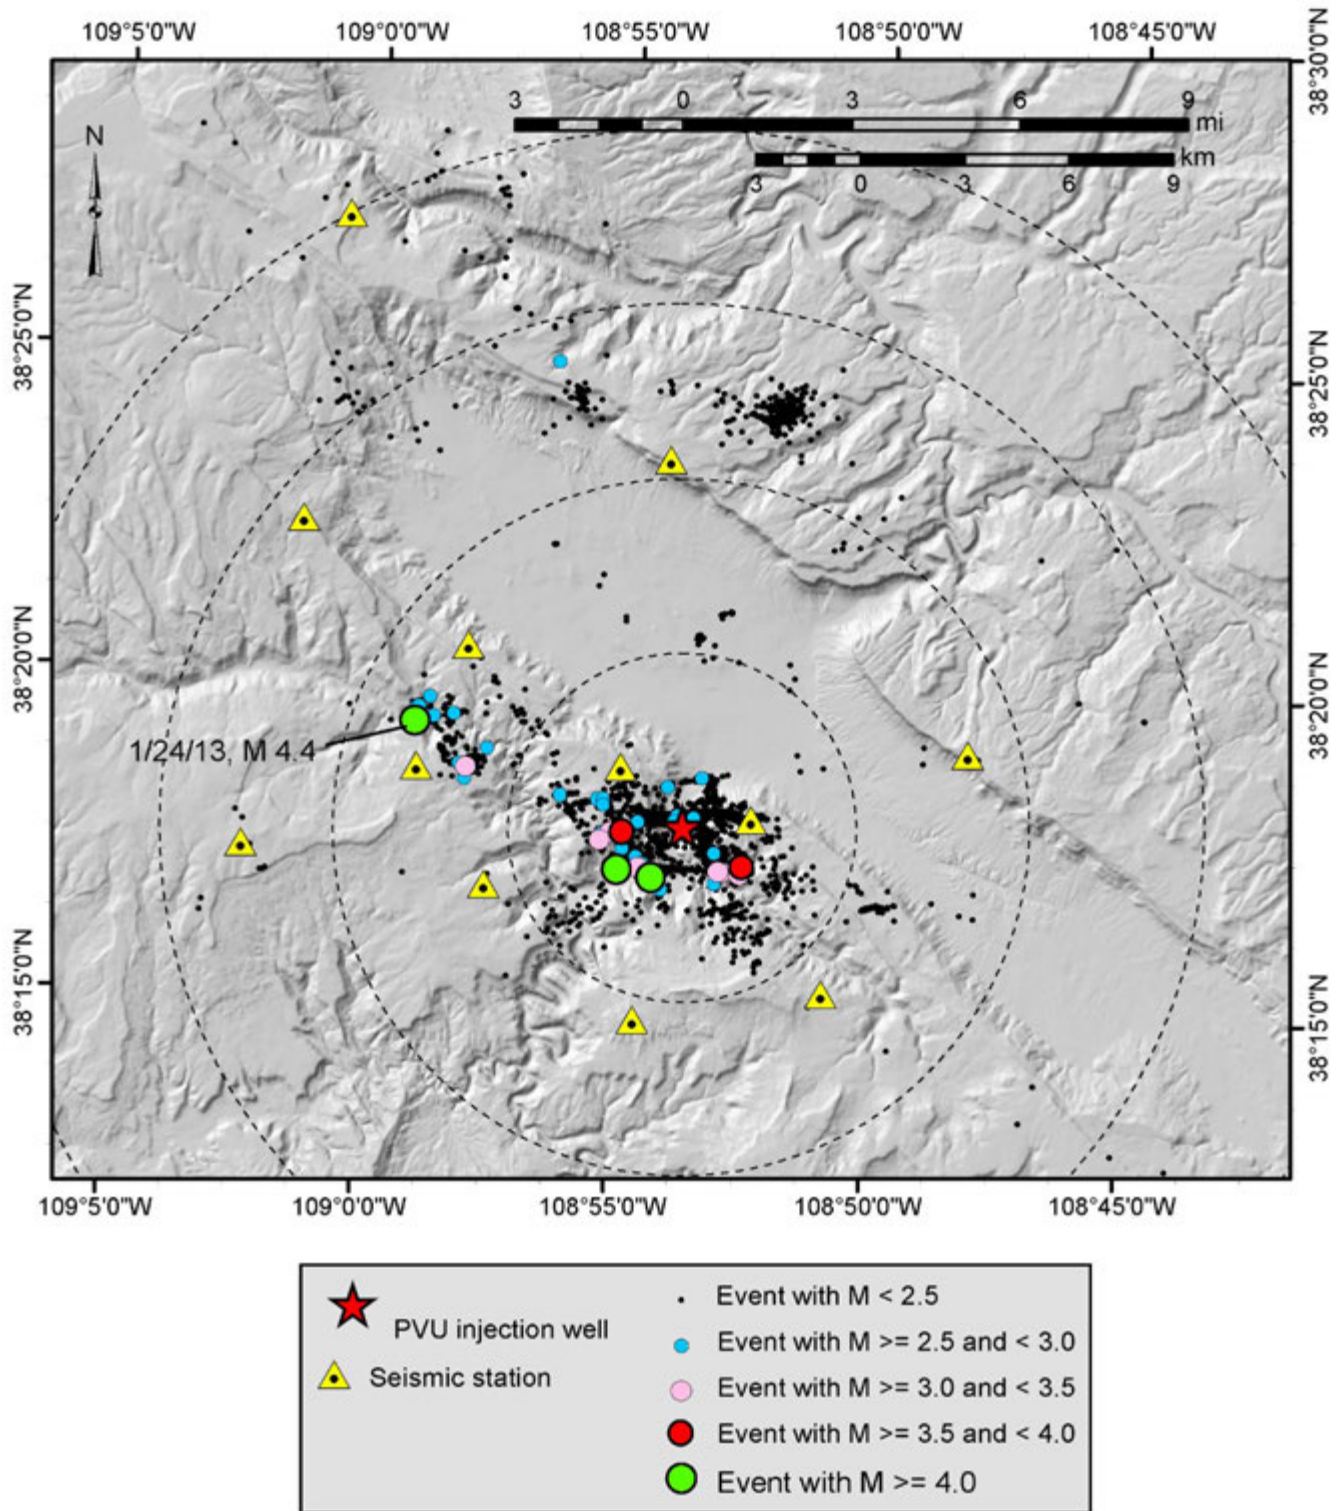 109°5'0"W 109°0'0"W 108°55'0"W 108°50'0"W 108°45'0"W
38°30'0"N
3 0 3 6 9
mi
N
km
3 0 3 6 9
38°25'0"N
38°25'0"N
38°20'0"N
38°20'0"N
1/24/13, M 4.4
38°15'0"N
38°15'0"N
109°5'0"W 109°0'0"W 108°55'0"W 108°50'0"W 108°45'0"W
PVU injection well
Seismic station
Event with M < 2.5
Event with M >= 2.5 and < 3.0
Event with M >= 3.0 and < 3.5
Event with M >= 3.5 and < 4.0
Event with M >= 4.0